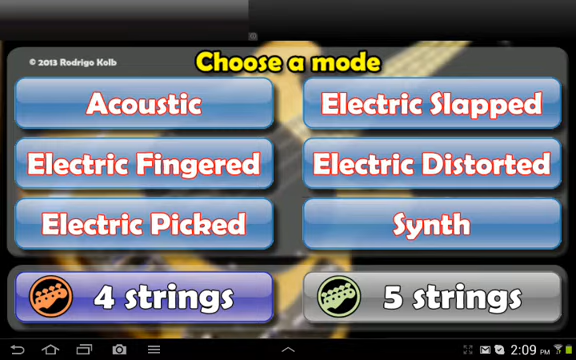 © 2013 Rodrigo Kolb
Choose a mode
Acoustic
Electric Slapped
Electric Fingered
Electric Distorted
Electric Picked
Synth
4 strings
5 strings
2:09 PM